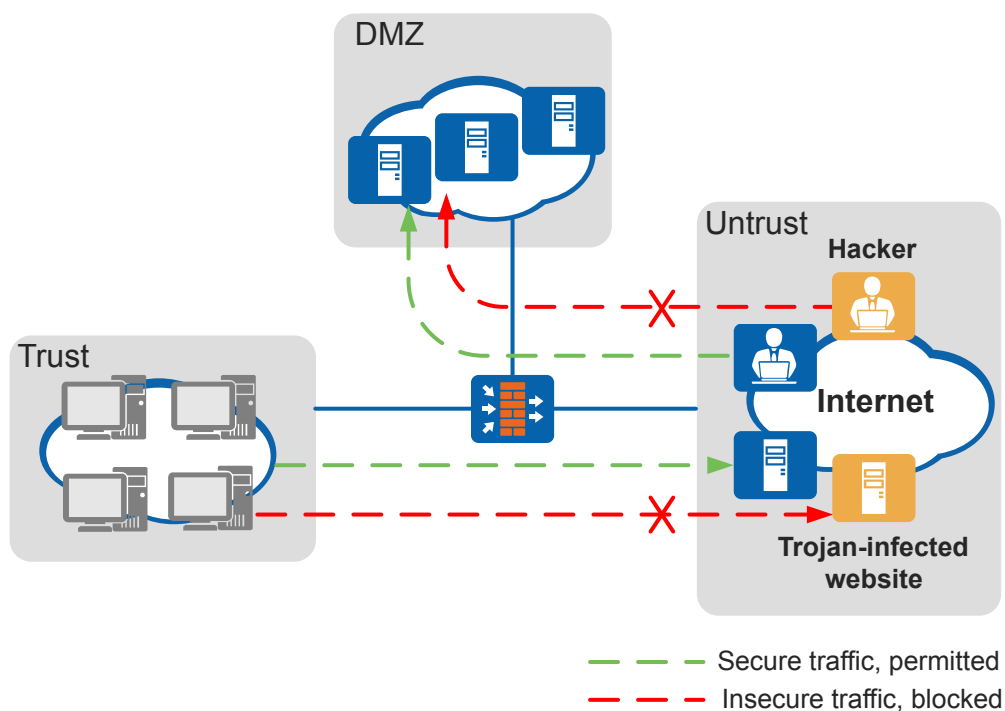 DMZ
Untrust
Hacker
Trust
Internet
Trojan-infected
website
Secure traffic, permitted
Insecure traffic, blocked